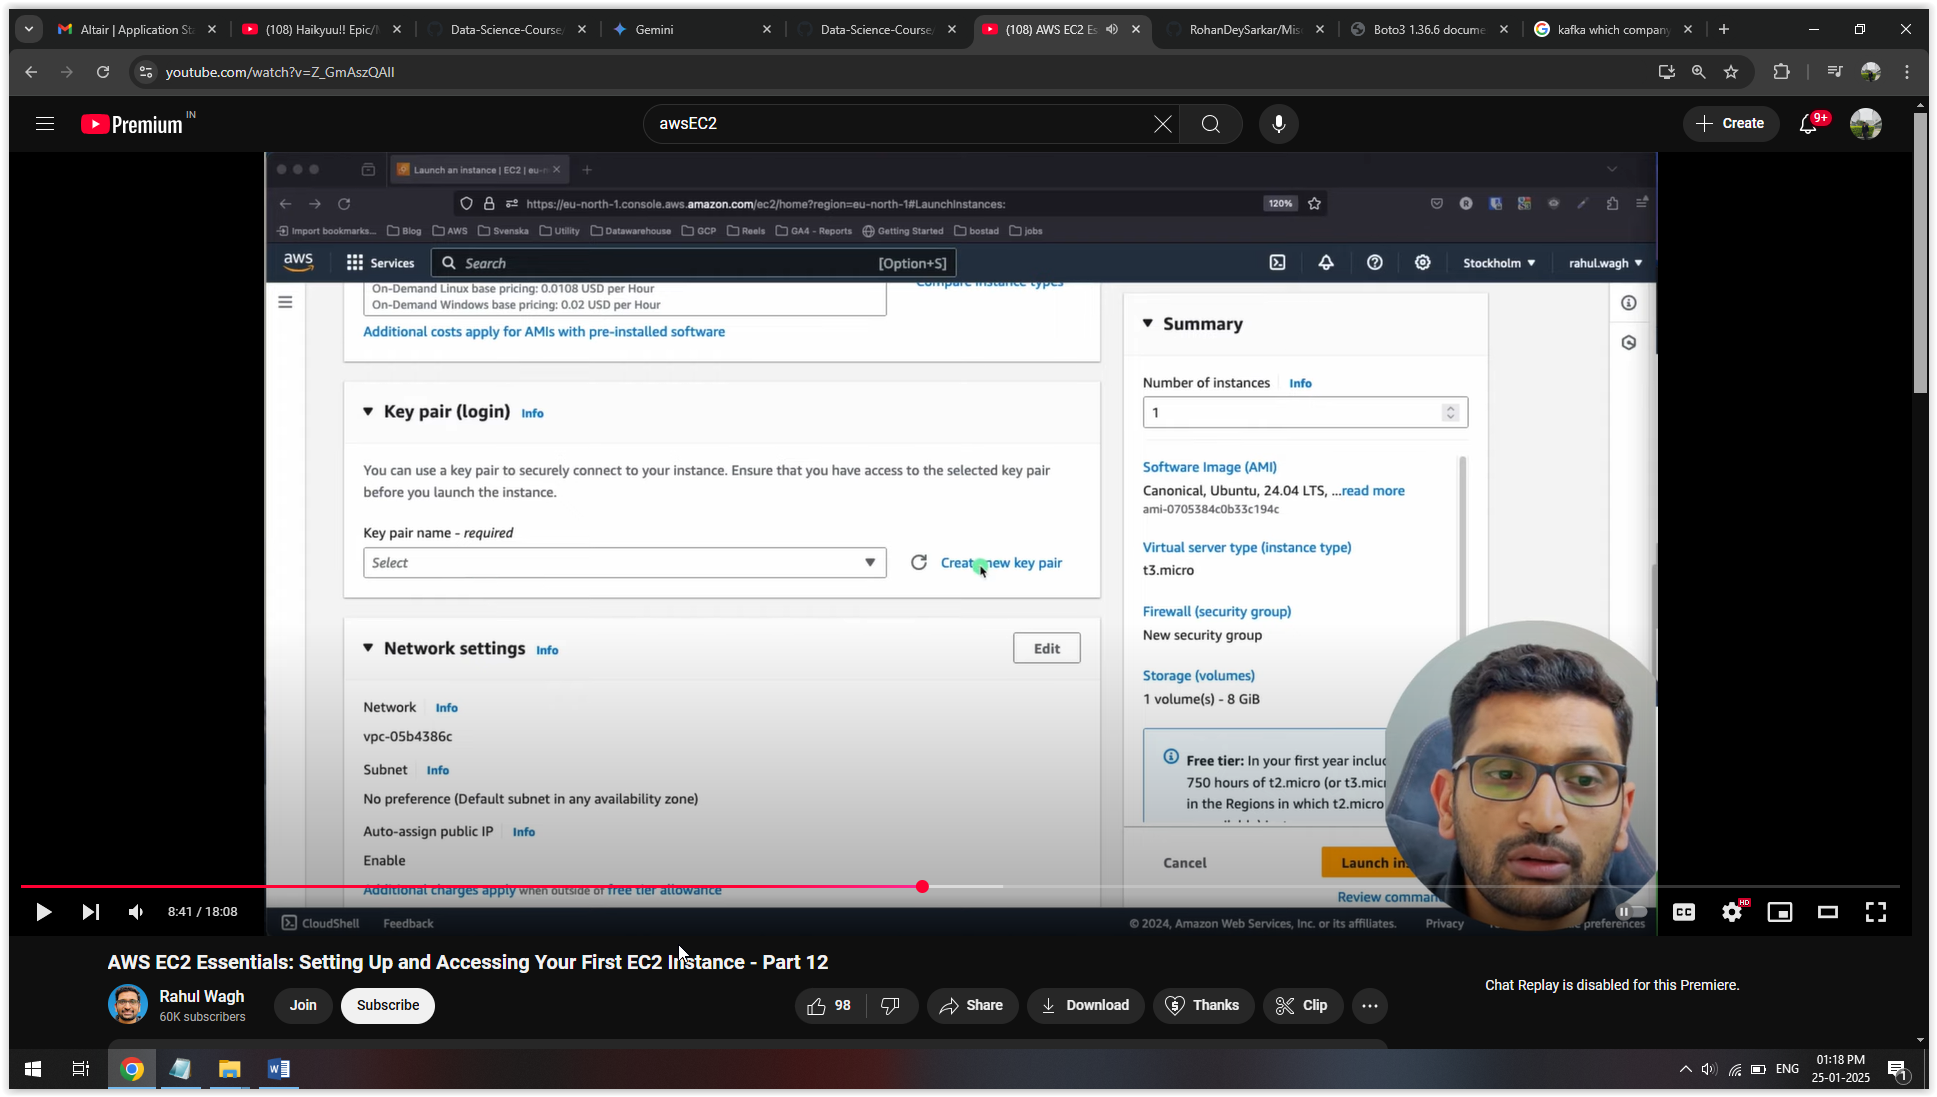 Altair | Application St
(108) Haikyuu!! Epic/
Data-Science-Course
Gemini
Data-Science-Course
(108) AWS EC2 Es
RohanDeySarkar/Mis
Boto3 1.36.6 docume
kafka which company
youtube.com/watch?v=Z_GmAszQAII
Premium IN
awsEC2
Create
9+
Launch an instance | EC2 | eu-n
https://eu-north-1.console.aws.amazon.com/ec2/home?region=eu-north-1#LaunchInstances:
120%
Import bookmarks...
Blog
AWS
Svenska
Utility
Datawarehouse
GCP
Reels
GA4 - Reports
Getting Started
bostad
jobs
aws
Services
Search
[Option+S]
Stockholm
rahul.wagh
On-Demand Linux base pricing: 0.0108 USD per Hour
On-Demand Windows base pricing: 0.02 USD per Hour
Compare instance types
Additional costs apply for AMIs with pre-installed software
Key pair (login) Info
You can use a key pair to securely connect to your instance. Ensure that you have access to the selected key pair
before you launch the instance.
Key pair name - required
Select
Create new key pair
Network settings Info
Edit
Network Info
vpc-05b4386c
Subnet Info
No preference (Default subnet in any availability zone)
Auto-assign public IP Info
Enable
Additional charges apply when outside of free tier allowance
Summary
Number of instances Info
1
Software Image (AMI)
Canonical, Ubuntu, 24.04 LTS, ...read more
ami-0705384c0b33c194c
Virtual server type (instance type)
t3.micro
Firewall (security group)
New security group
Storage (volumes)
1 volume(s) - 8 GiB
Free tier: In your first year includ
750 hours of t2.micro (or t3.micr
in the Regions in which t2.micro
Cancel
Launch in
Review comman
8:41 / 18:08
CC
HD
CloudShell
Feedback
© 2024, Amazon Web Services, Inc. or its affiliates.
Privacy
preferences
AWS EC2 Essentials: Setting Up and Accessing Your First EC2 Instance - Part 12
Rahul Wagh
60K subscribers
Join
Subscribe
98
Share
Download
Thanks
Clip
Chat Replay is disabled for this Premiere.
ENG
01:18 PM
25-01-2025
1